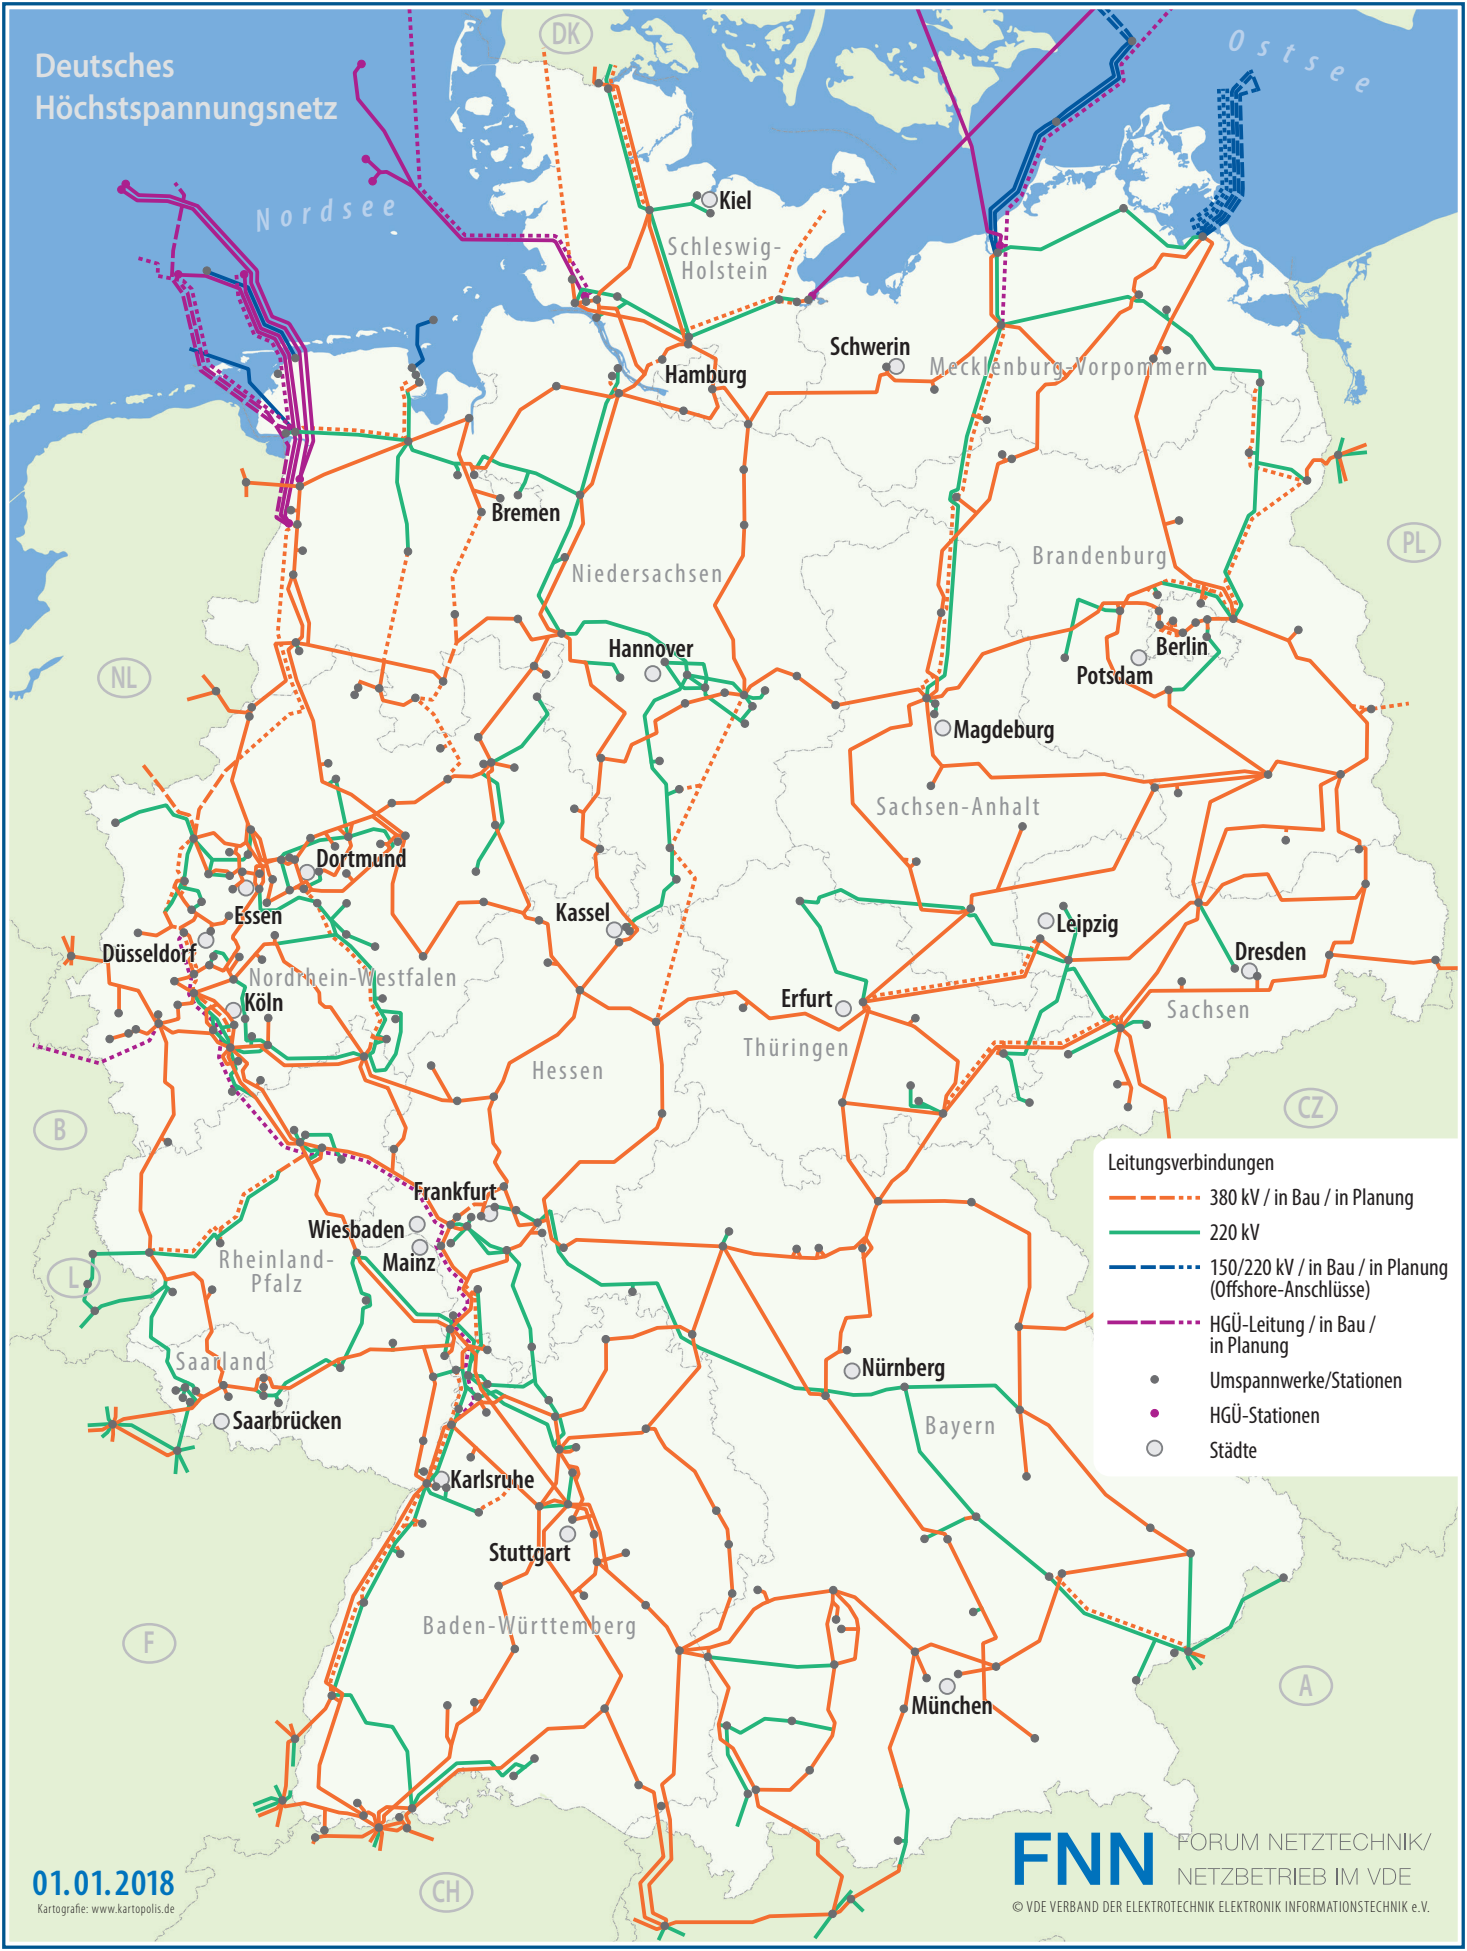 Deutsches
Höchstspannungsnetz
DK
Ostsee
Nordsee
Kiel
Schleswig-
Holstein
Schwerin
Mecklenburg-Vorpommern
Hamburg
Bremen
Niedersachsen
Brandenburg
PL
NL
Hannover
Berlin
Potsdam
Magdeburg
Sachsen-Anhalt
Dortmund
Essen
Kassel
Leipzig
Düsseldorf
Dresden
Nordrhein-Westfalen
Köln
Erfurt
Sachsen
Thüringen
Hessen
B
CZ
Frankfurt
Wiesbaden
Mainz
Rheinland-
Pfalz
L
Saarland
Saarbrücken
Nürnberg
Bayern
Karlsruhe
Stuttgart
Baden-Württemberg
F
A
München
CH
Leitungsverbindungen
380 kV / in Bau / in Planung
220 kV
150/220 kV / in Bau / in Planung
(Offshore-Anschlüsse)
HGÜ-Leitung / in Bau /
in Planung
Umspannwerke/Stationen
HGÜ-Stationen
Städte
01.01.2018
Kartografie: www.kartopolis.de
FNN FORUM NETZTECHNIK/
NETZBETRIEB IM VDE
© VDE VERBAND DER ELEKTROTECHNIK ELEKTRONIK INFORMATIONSTECHNIK e.V.